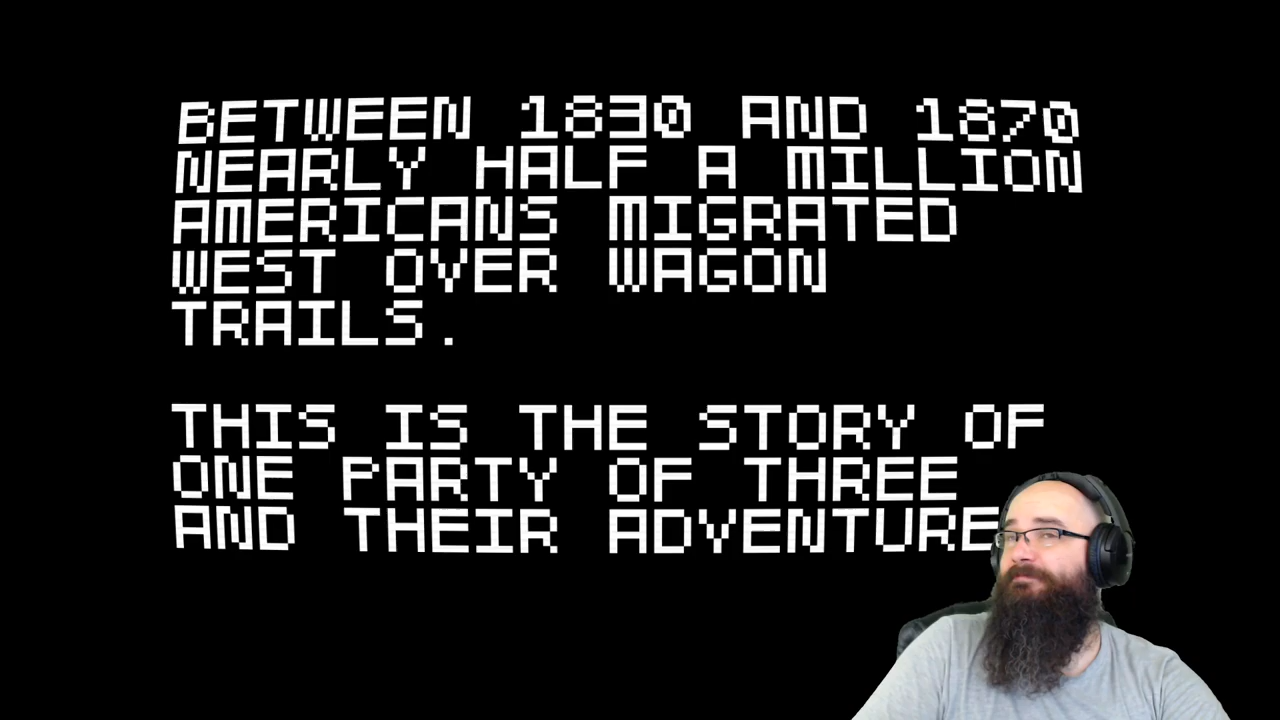 BETWEEN 1830 AND 1870
NEARLY HALF A MILLION
AMERICANS MIGRATED
WEST OVER WAGON
TRAILS.
THIS IS THE STORY OF
ONE PARTY OF THREE
AND THEIR ADVENTURE